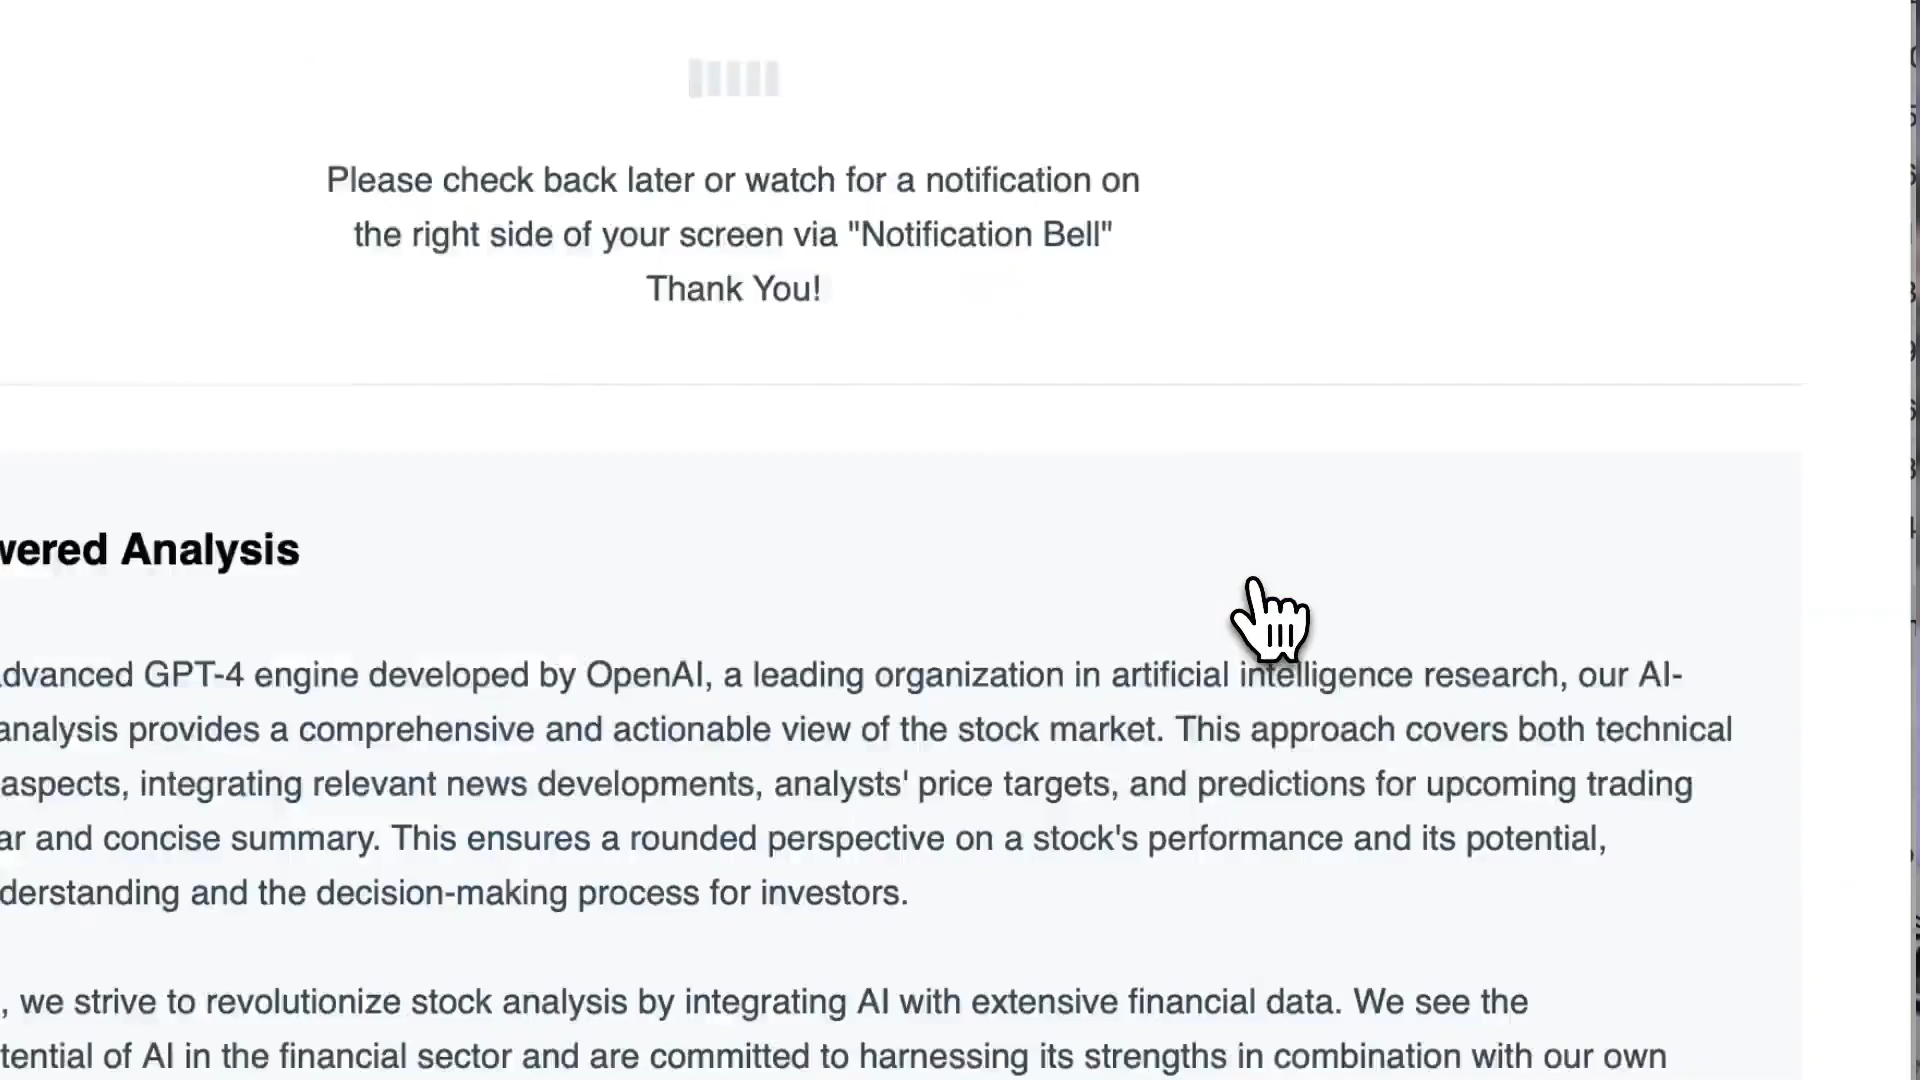 Please check back later or watch for a notification on
the right side of your screen via "Notification Bell"
Thank You!
wered Analysis
dvanced GPT-4 engine developed by OpenAI, a leading organization in artificial intelligence research, our AI-
analysis provides a comprehensive and actionable view of the stock market. This approach covers both technical
aspects, integrating relevant news developments, analysts' price targets, and predictions for upcoming trading
ar and concise summary. This ensures a rounded perspective on a stock's performance and its potential,
derstanding and the decision-making process for investors.
, we strive to revolutionize stock analysis by integrating AI with extensive financial data. We see the
tential of AI in the financial sector and are committed to harnessing its strengths in combination with our own